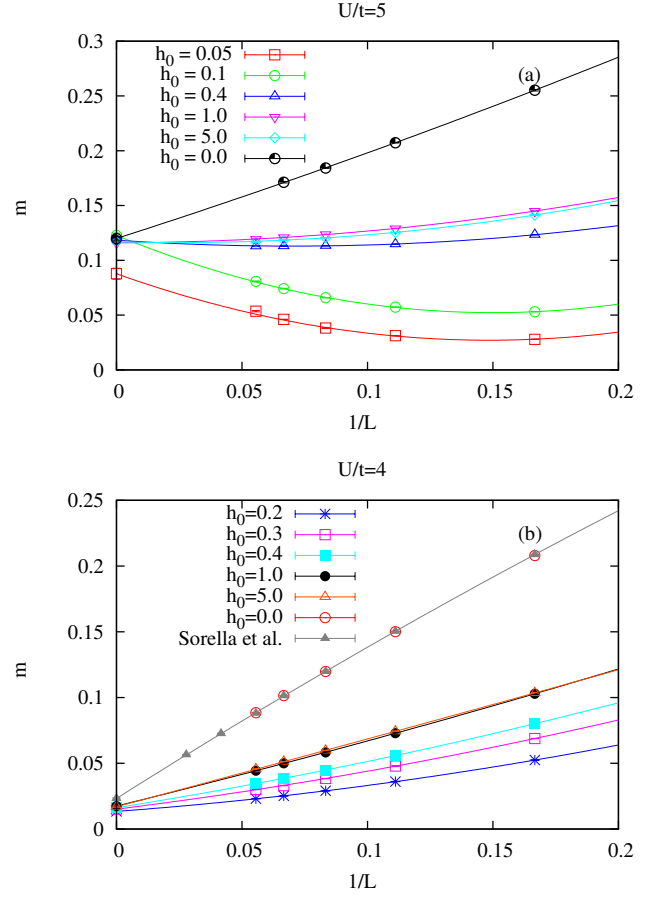 U/t=5
0.3
0.25
0.2
0.15
0.1
0.05
0
m
h0 = 0.05
h0 = 0.1
h0 = 0.4
h0 = 1.0
h0 = 5.0
h0 = 0.0
(a)
0
0.05
0.1
0.15
0.2
1/L
U/t=4
0.25
0.2
0.15
0.1
0.05
0
m
h0=0.2
h0=0.3
h0=0.4
h0=1.0
h0=5.0
h0=0.0
Sorella et al.
(b)
0
0.05
0.1
0.15
0.2
1/L